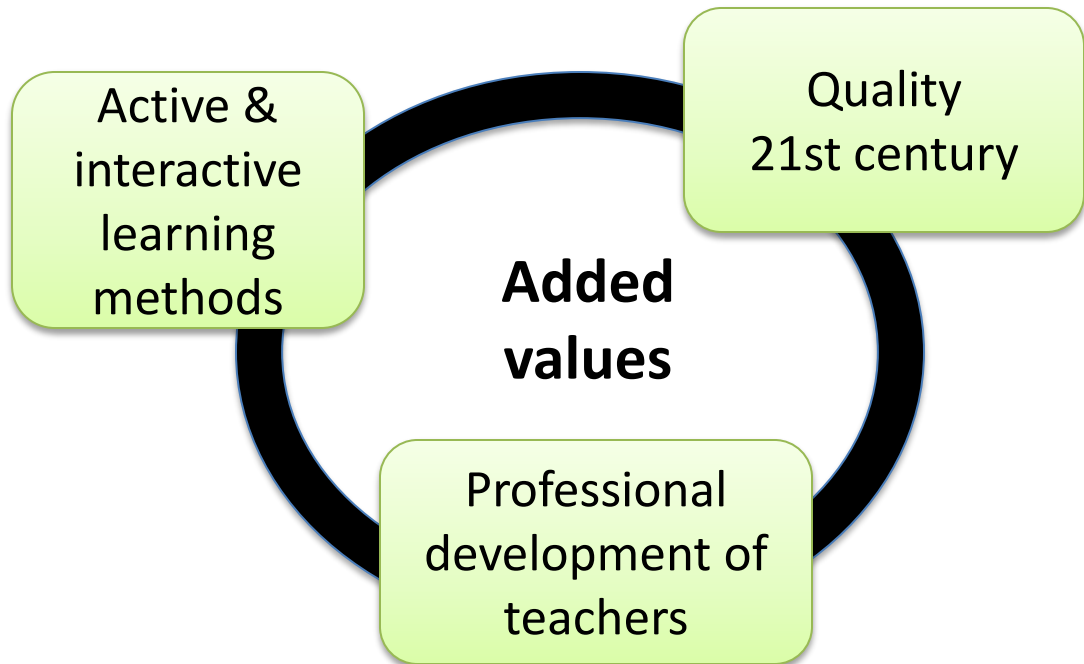 Active &
interactive
learning
methods
Quality
21st century
Added
values
Professional
development of
teachers